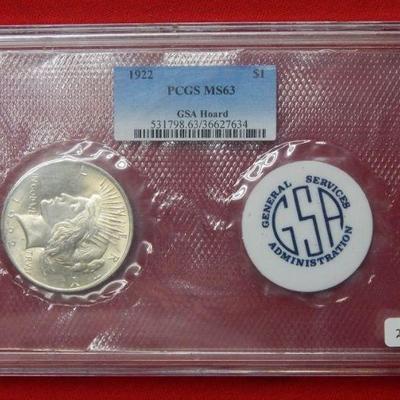 1922 $1
PCGS MS63
GSA Hoard
531798.63/36627634
GENERAL SERVICES
GSA
ADMINISTRATION